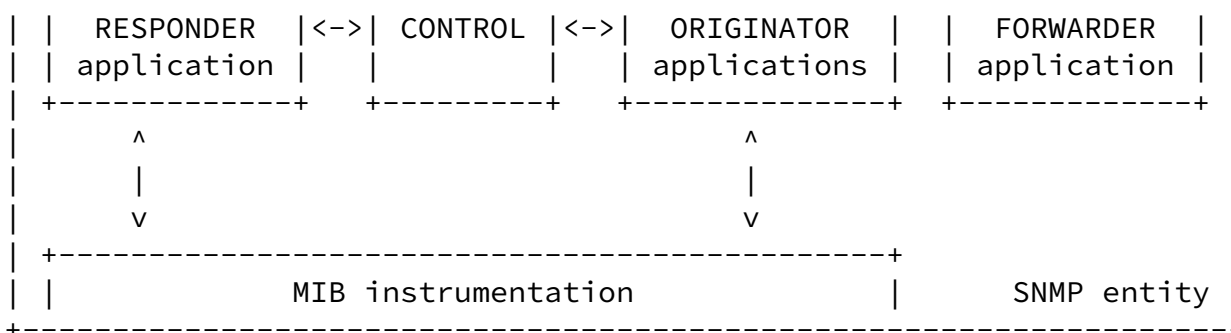 | |  RESPONDER  |<->| CONTROL |<->|  ORIGINATOR  |  |  FORWARDER  |
| | application |   |         |   | applications |  | application |
| +-------------+   +---------+   +--------------+  +-------------+
|      ^                                ^
|      |                                |
|      v                                v
| +----------------------------------------------+
| |             MIB instrumentation              |      SNMP entity
+-------------------------------------------------------------------